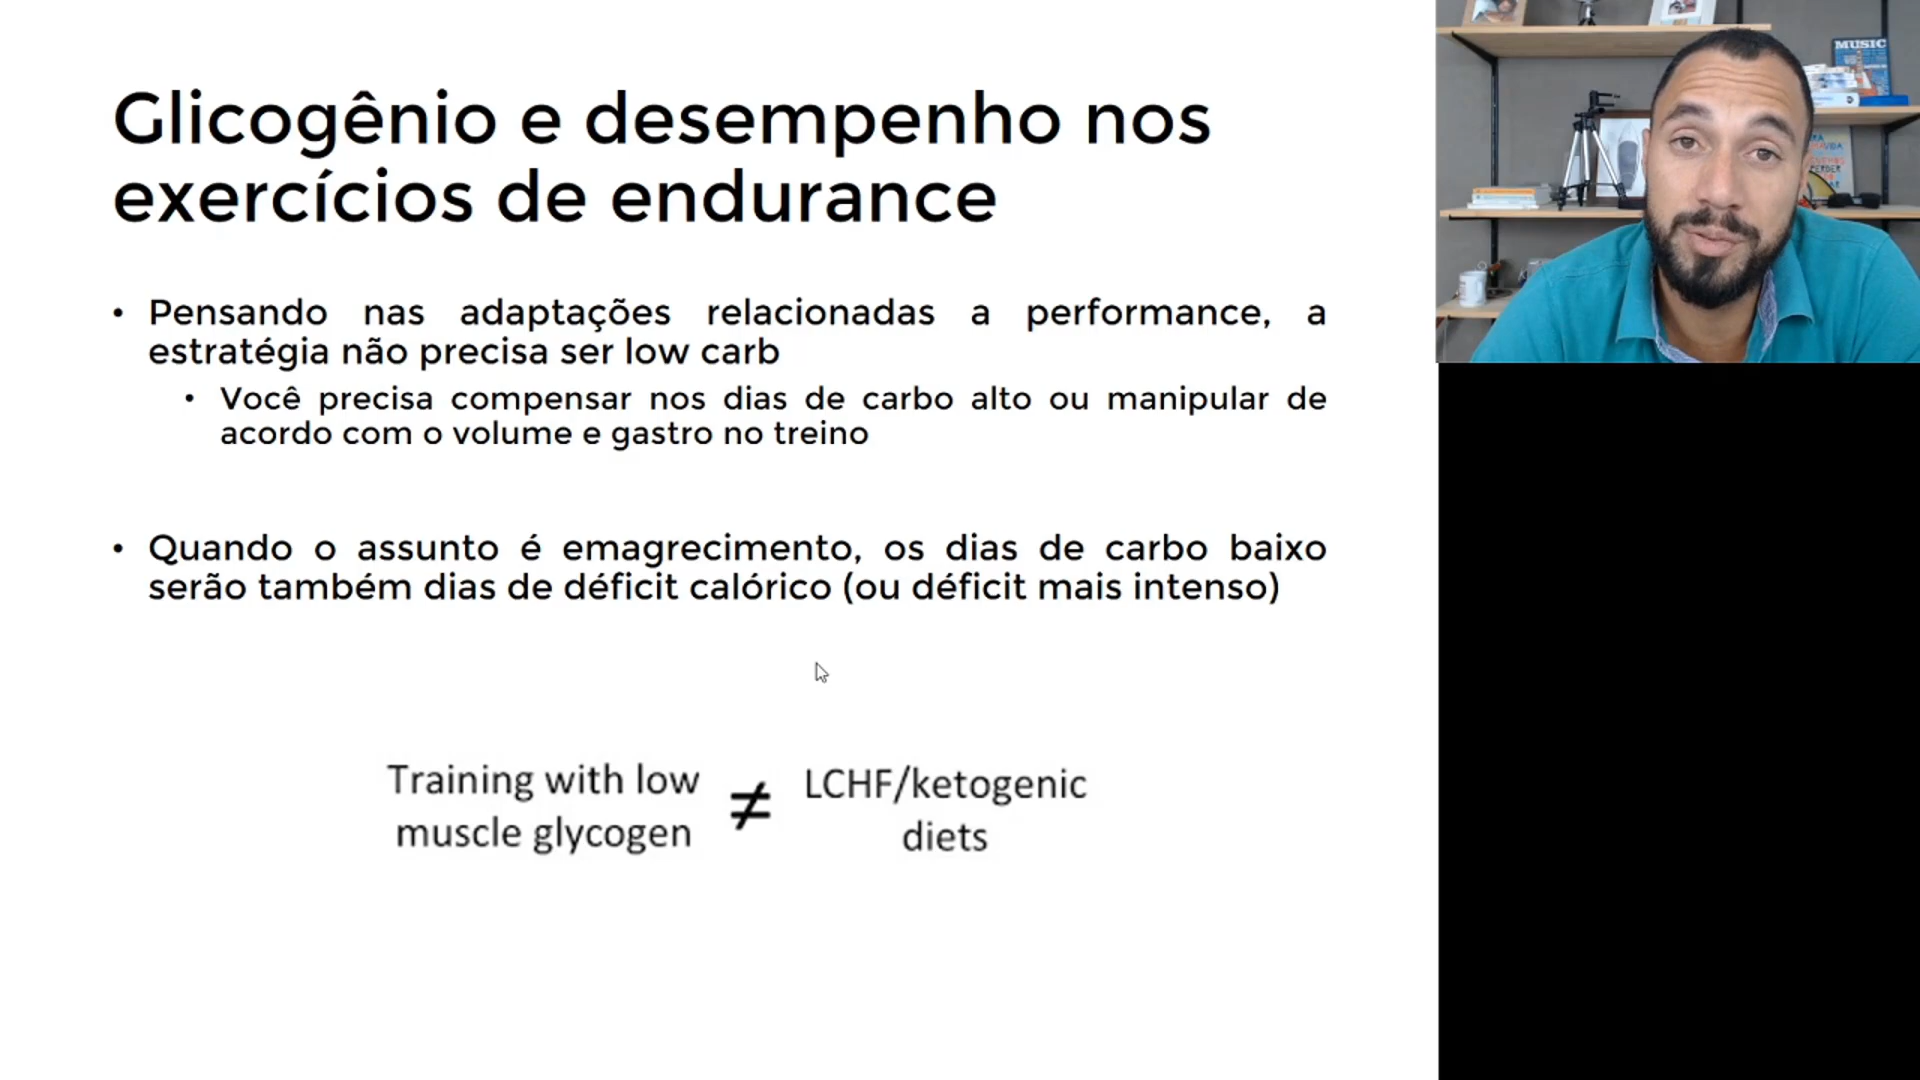 Glicogênio e desempenho nos
exercícios de endurance
• Pensando nas adaptações relacionadas a performance, a
estratégia não precisa ser low carb
• Você precisa compensar nos dias de carbo alto ou manipular de
acordo com o volume e gastro no treino
• Quando o assunto é emagrecimento, os dias de carbo baixo
serão também dias de déficit calórico (ou déficit mais intenso)
Training with low
muscle glycogen
≠
LCHF/ketogenic
diets
MUSIC